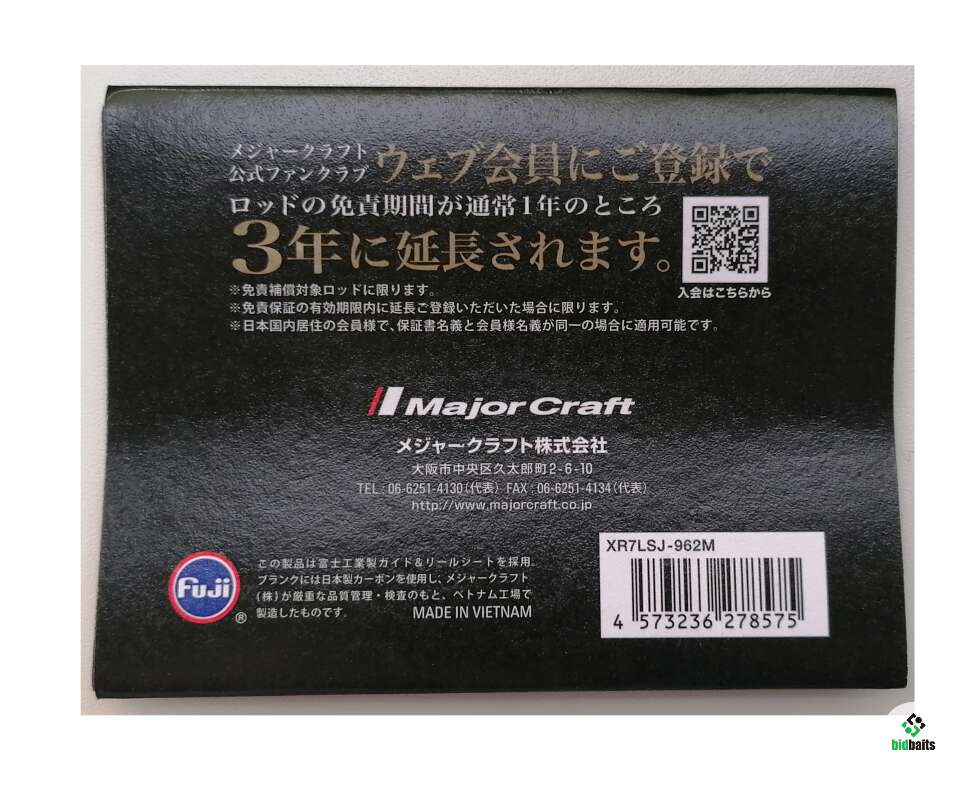 メジャークラフト
公式ファンクラブ
ウェブ会員にご登録で
ロッドの免責期間が通常1年のところ
3年に延長されます。
入会はこちらから
※免責補償対象ロッドに限ります。
※免責保証の有効期限内に延長ご登録いただいた場合に限ります。
※日本国内居住の会員様で、保証書名義と会員様名義が同一の場合に適用可能です。
Major Craft
メジャークラフト株式会社
大阪市中央区久太郎町2-6-10
TEL : 06-6251-4130(代表) FAX : 06-6251-4134(代表)
http://www.majorcraft.co.jp
Fuji
®
この製品は富士工業製ガイド&リールシートを採用。
ブランクには日本製カーボンを使用し、メジャークラフト
(株)が厳重な品質管理・検査のもと、ベトナム工場で
製造したものです。
MADE IN VIETNAM
XR7LSJ-962M
4 573236 278575
bidbaits